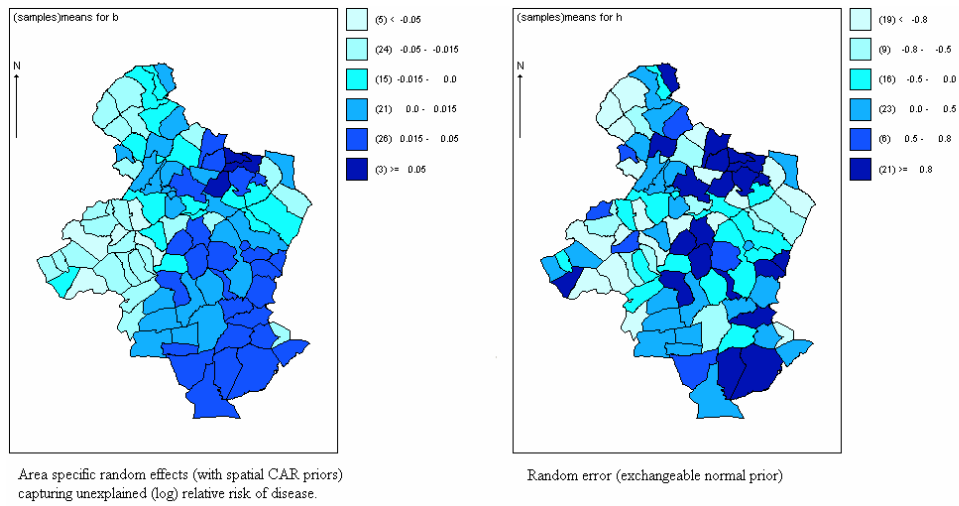 (samples)means for b
N
(5) < -0.05
(24) -0.05 - -0.015
(15) -0.015 - 0.0
(21) 0.0 - 0.015
(26) 0.015 - 0.05
(3) >= 0.05
Area specific random effects (with spatial CAR priors)
capturing unexplained (log) relative risk of disease.
(samples)means for h
N
(19) < -0.8
(9) -0.8 - -0.5
(16) -0.5 - 0.0
(23) 0.0 - 0.5
(6) 0.5 - 0.8
(21) >= 0.8
Random error (exchangeable normal prior)